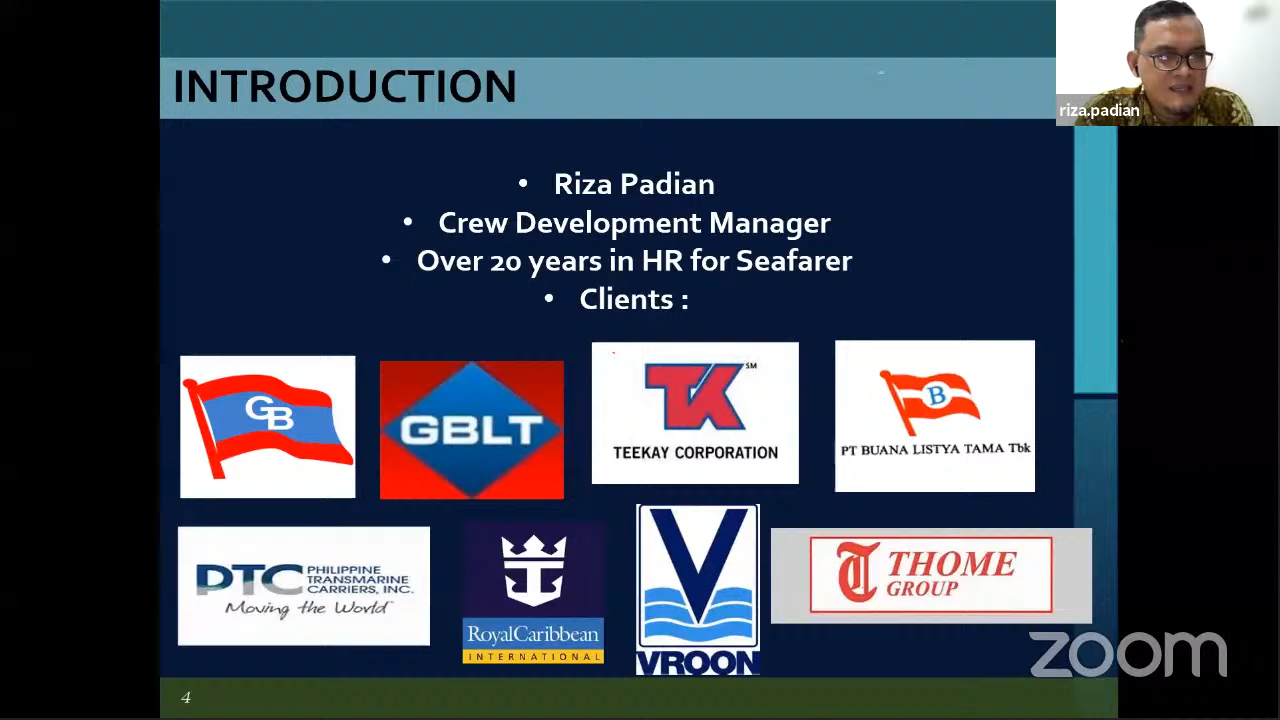 INTRODUCTION
riza.padian
• Riza Padian
• Crew Development Manager
• Over 20 years in HR for Seafarer
• Clients :
GB
GBLT
TK SM
TEEKAY CORPORATION
B
PT BUANA LISTYA TAMA Tbk
PTC PHILIPPINE
TRANSMARINE
CARRIERS, INC.
Moving the World
RoyalCaribbean
INTERNATIONAL
V
VROON
T THOME
GROUP
zoom
4